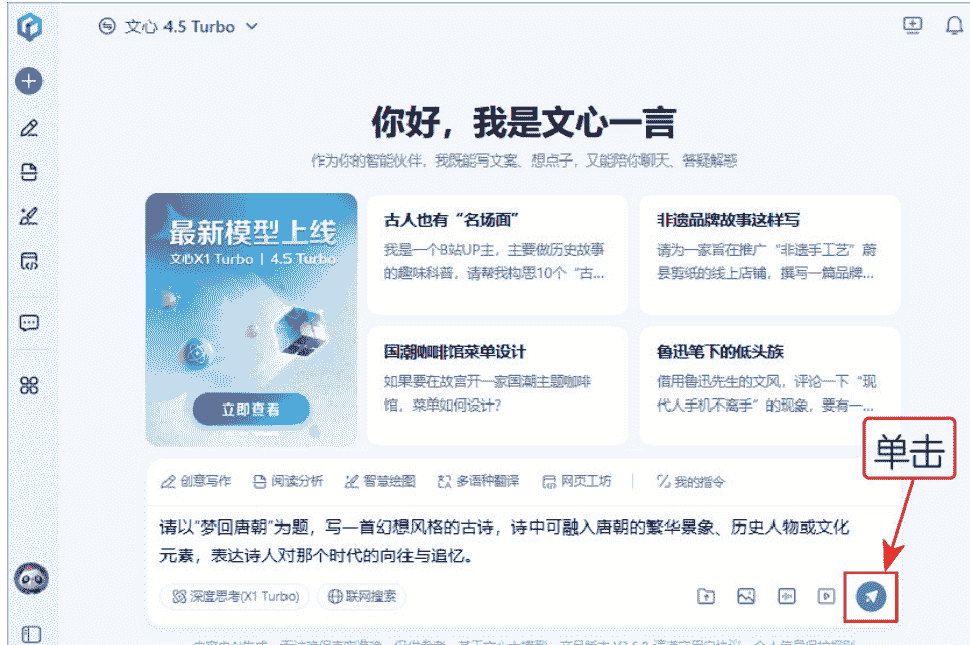 文心 4.5 Turbo
你好，我是文心一言
作为你的智能伙伴，我既能写文案、想点子，又能陪你聊天、答疑解惑
最新模型上线
文心X1 Turbo | 4.5 Turbo
立即查看
古人也有“名场面”
我是一个B站UP主，主要做历史故事
的趣味科普，请帮我构思10个“古...
非遗品牌故事这样写
请为一家旨在推广“非遗手工艺”蔚
县剪纸的线上店铺，撰写一篇品牌...
国潮咖啡馆菜单设计
如果要在故宫开一家国潮主题咖啡
馆，菜单如何设计？
鲁迅笔下的低头族
借用鲁迅先生的文风，评论一下“现
代人手机不离手”的现象，要有一...
单击
创意写作 阅读分析 智慧绘图 多语种翻译 网页工坊 | 我的指令
请以“梦回唐朝”为题，写一首幻想风格的古诗，诗中可融入唐朝的繁华景象、历史人物或文化
元素，表达诗人对那个时代的向往与追忆。
深度思考(X1 Turbo) 联网搜索